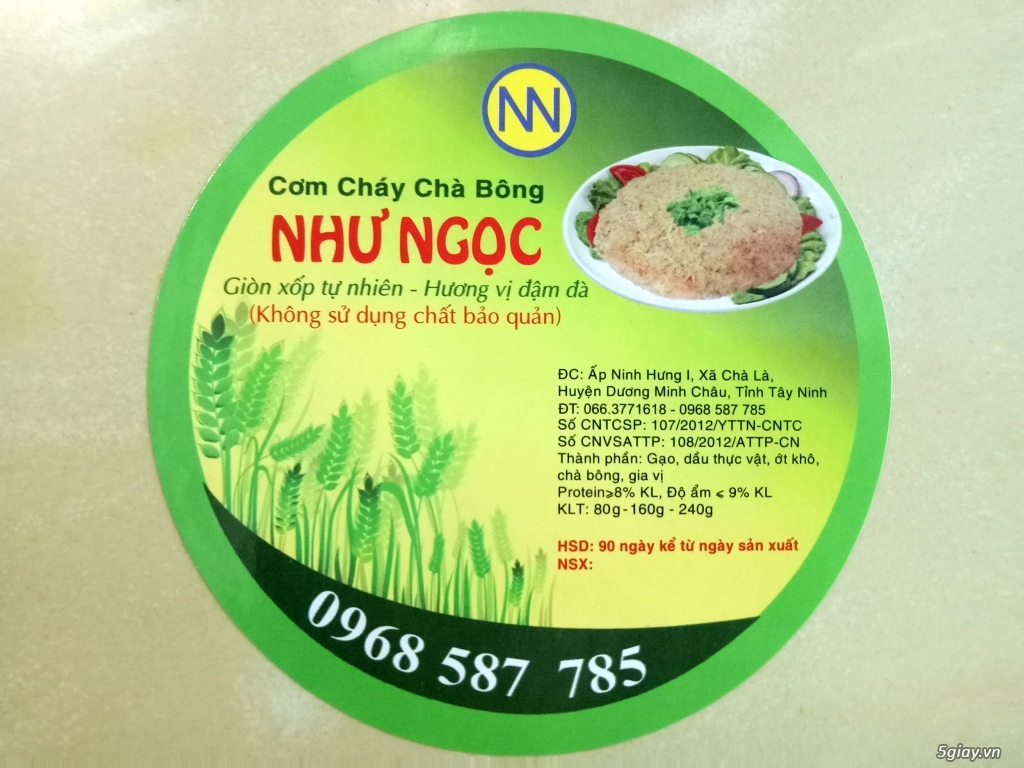 NN
Cơm Cháy Chà Bông
NHƯ NGỌC
Giòn xốp tự nhiên - Hương vị đậm đà
(Không sử dụng chất bảo quản)
ĐC: Ấp Ninh Hưng I, Xã Chà Là,
Huyện Dương Minh Châu, Tỉnh Tây Ninh
ĐT: 066.3771618 - 0968 587 785
Số CNTCSP: 107/2012/YTTN-CNTC
Số CNVSATTP: 108/2012/ATTP-CN
Thành phần: Gạo, dầu thực vật, ớt khô,
chà bông, gia vị
Protein⩾8% KL, Độ ẩm ⩽ 9% KL
KLT: 80g-160g - 240g
HSD: 90 ngày kể từ ngày sản xuất
NSX:
0968 587 785
5giay.vn